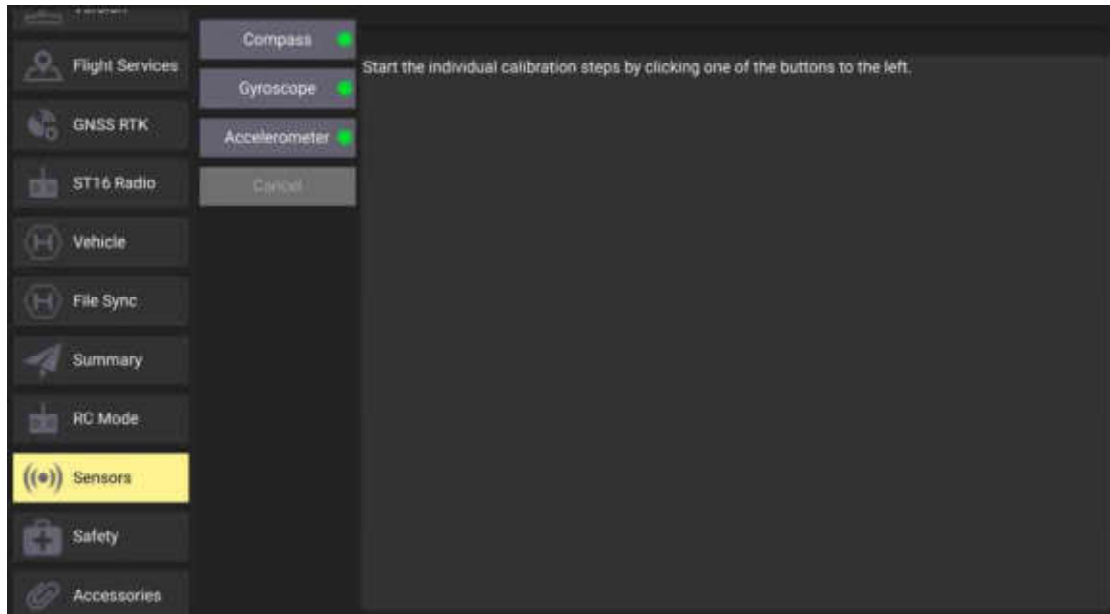 Version
Flight Services
GNSS RTK
ST16 Radio
Vehicle
File Sync
Summary
RC Mode
Sensors
Safety
Accessories
Compass
Gyroscope
Accelerometer
Cancel
Start the individual calibration steps by clicking one of the buttons to the left.